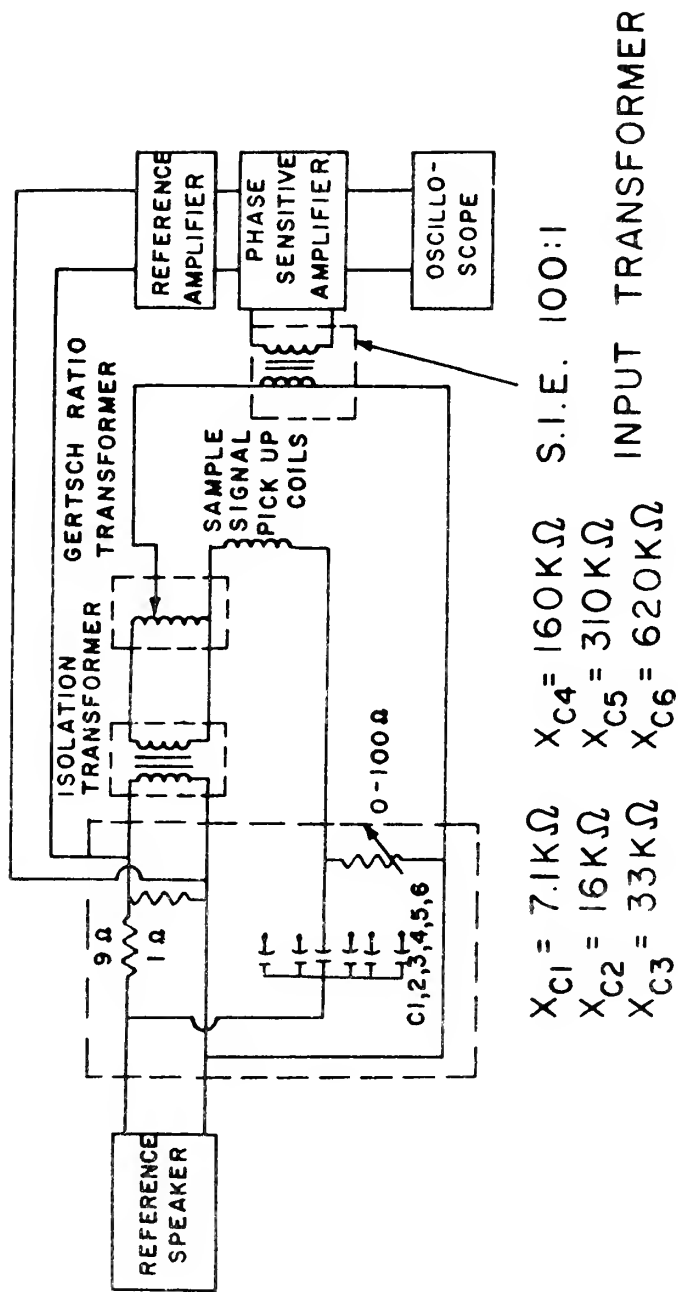 REFERENCE
SPEAKER
9 Ω
1 Ω
ISOLATION
TRANSFORMER
GERTSCH RATIO
TRANSFORMER
SAMPLE
SIGNAL
PICK UP
COILS
REFERENCE
AMPLIFIER
PHASE
SENSITIVE
AMPLIFIER
OSCILLO-
SCOPE
0-100Ω
C1,2,3,4,5,6
X_C1 = 7.1KΩ
X_C2 = 16KΩ
X_C3 = 33KΩ
X_C4 = 160KΩ
X_C5 = 310KΩ
X_C6 = 620KΩ
S.I.E. 100:1
INPUT TRANSFORMER